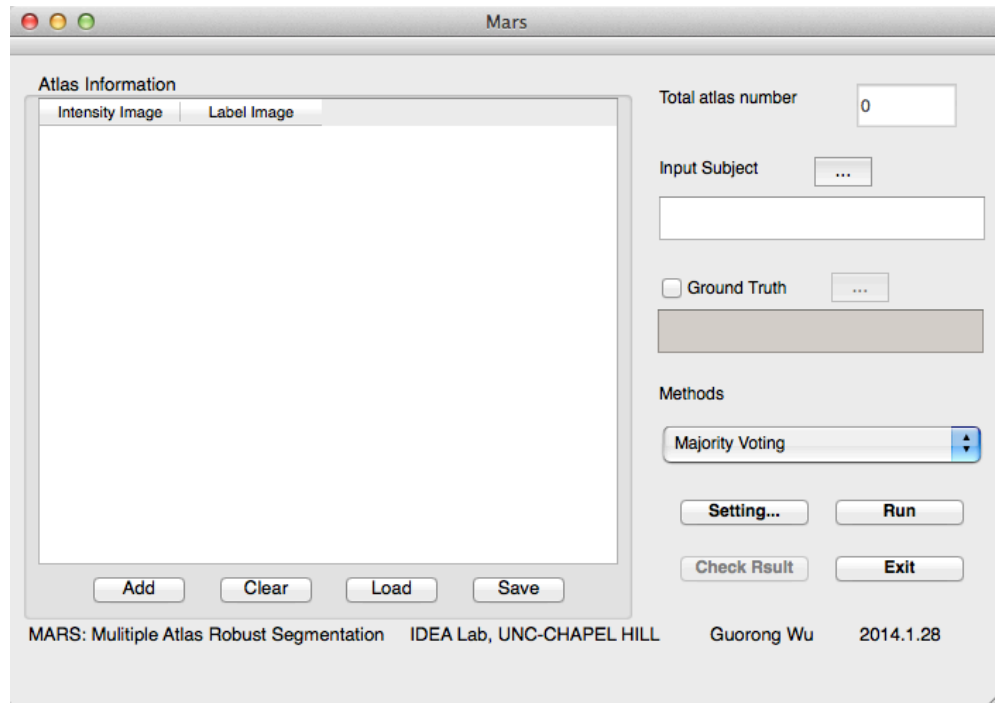 Mars
Atlas Information
Intensity Image Label Image
Total atlas number 0
Input Subject ...
Ground Truth ...
Methods
Majority Voting
Setting... Run
Check Rsult Exit
Add Clear Load Save
MARS: Mulitiple Atlas Robust Segmentation IDEA Lab, UNC-CHAPEL HILL Guorong Wu 2014.1.28